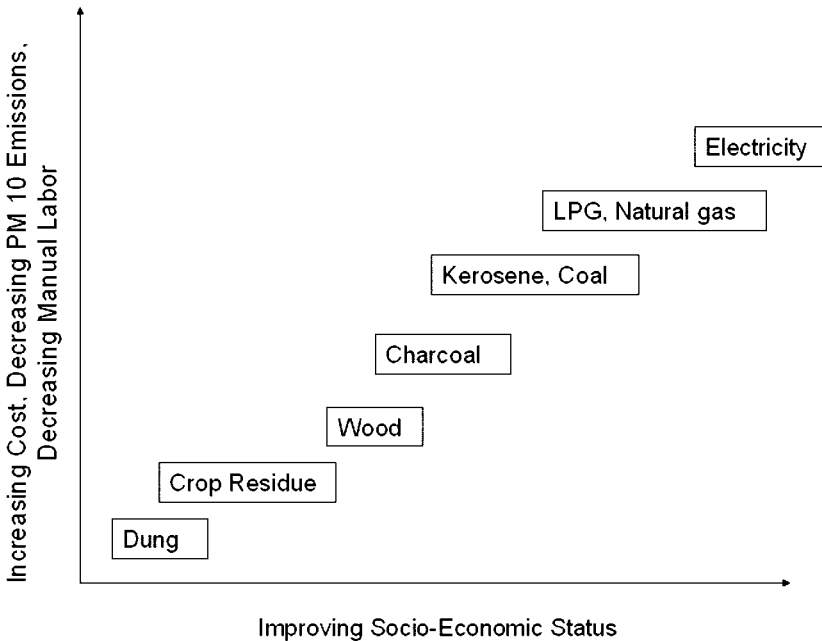 Increasing Cost, Decreasing PM 10 Emissions,
Decreasing Manual Labor
Electricity
LPG, Natural gas
Kerosene, Coal
Charcoal
Wood
Crop Residue
Dung
Improving Socio-Economic Status